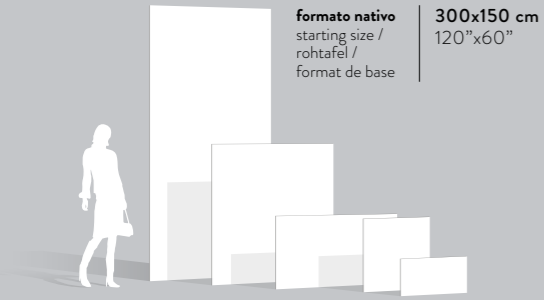 formato nativo
starting size /
rohtafel /
format de base
300x150 cm
120”x60”